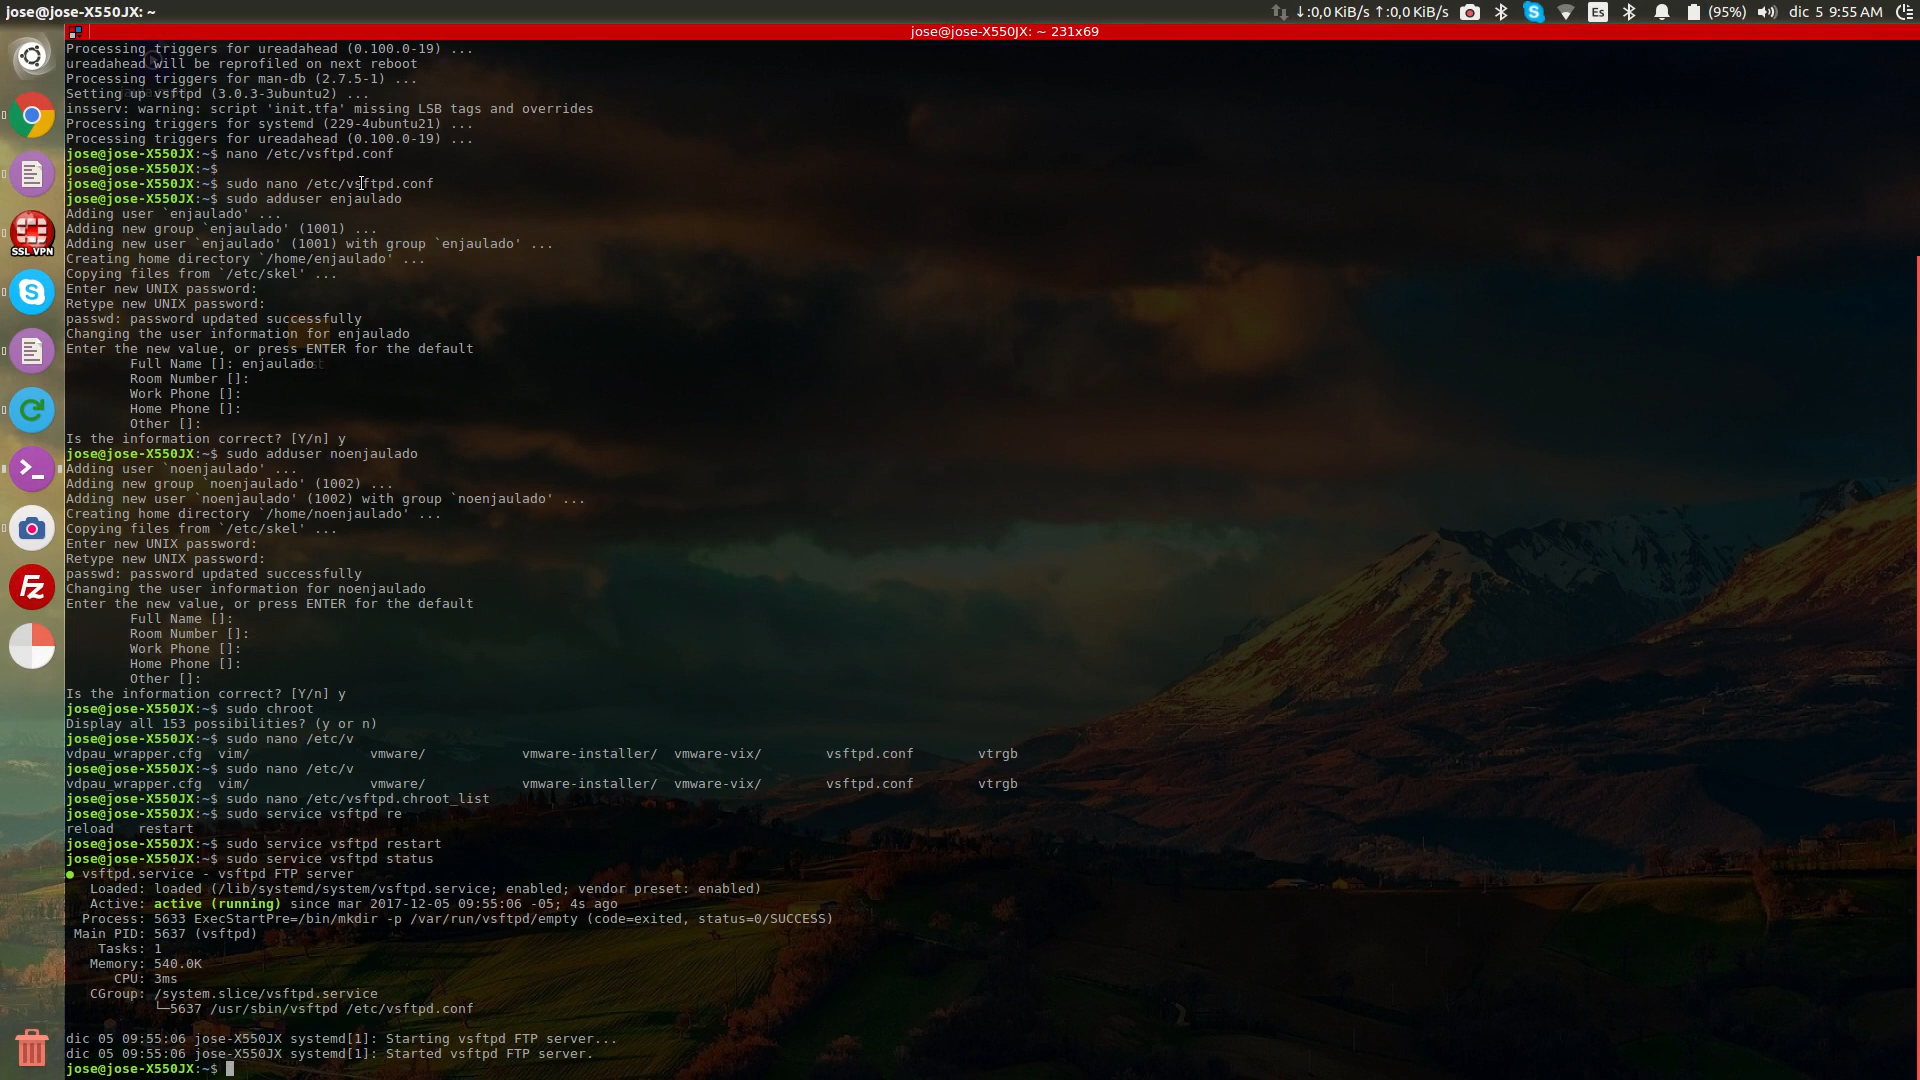 jose@jose-X550JX: ~
↓:0,0 KiB/s ↑:0,0 KiB/s Es (95%) dic 5 9:55 AM
jose@jose-X550JX: ~ 231x69
SSL VPN
Processing triggers for ureadahead (0.100.0-19) ...
ureadahead will be reprofiled on next reboot
Processing triggers for man-db (2.7.5-1) ...
Setting up vsftpd (3.0.3-3ubuntu2) ...
insserv: warning: script 'init.tfa' missing LSB tags and overrides
Processing triggers for systemd (229-4ubuntu21) ...
Processing triggers for ureadahead (0.100.0-19) ...
jose@jose-X550JX:~$ nano /etc/vsftpd.conf
jose@jose-X550JX:~$
jose@jose-X550JX:~$ sudo nano /etc/vsftpd.conf
jose@jose-X550JX:~$ sudo adduser enjaulado
Adding user `enjaulado' ...
Adding new group `enjaulado' (1001) ...
Adding new user `enjaulado' (1001) with group `enjaulado' ...
Creating home directory `/home/enjaulado' ...
Copying files from `/etc/skel' ...
Enter new UNIX password:
Retype new UNIX password:
passwd: password updated successfully
Changing the user information for enjaulado
Enter the new value, or press ENTER for the default
        Full Name []: enjaulado
        Room Number []:
        Work Phone []:
        Home Phone []:
        Other []:
Is the information correct? [Y/n] y
jose@jose-X550JX:~$ sudo adduser noenjaulado
Adding user `noenjaulado' ...
Adding new group `noenjaulado' (1002) ...
Adding new user `noenjaulado' (1002) with group `noenjaulado' ...
Creating home directory `/home/noenjaulado' ...
Copying files from `/etc/skel' ...
Enter new UNIX password:
Retype new UNIX password:
passwd: password updated successfully
Changing the user information for noenjaulado
Enter the new value, or press ENTER for the default
        Full Name []:
        Room Number []:
        Work Phone []:
        Home Phone []:
        Other []:
Is the information correct? [Y/n] y
jose@jose-X550JX:~$ sudo chroot
Display all 153 possibilities? (y or n)
jose@jose-X550JX:~$ sudo nano /etc/v
vdpau_wrapper.cfg  vim/               vmware/            vmware-installer/  vmware-vix/        vsftpd.conf        vtrgb
jose@jose-X550JX:~$ sudo nano /etc/v
vdpau_wrapper.cfg  vim/               vmware/            vmware-installer/  vmware-vix/        vsftpd.conf        vtrgb
jose@jose-X550JX:~$ sudo nano /etc/vsftpd.chroot_list
jose@jose-X550JX:~$ sudo service vsftpd re
reload   restart
jose@jose-X550JX:~$ sudo service vsftpd restart
jose@jose-X550JX:~$ sudo service vsftpd status
● vsftpd.service - vsftpd FTP server
   Loaded: loaded (/lib/systemd/system/vsftpd.service; enabled; vendor preset: enabled)
   Active: active (running) since mar 2017-12-05 09:55:06 -05; 4s ago
  Process: 5633 ExecStartPre=/bin/mkdir -p /var/run/vsftpd/empty (code=exited, status=0/SUCCESS)
 Main PID: 5637 (vsftpd)
    Tasks: 1
   Memory: 540.0K
      CPU: 3ms
   CGroup: /system.slice/vsftpd.service
           └─5637 /usr/sbin/vsftpd /etc/vsftpd.conf
dic 05 09:55:06 jose-X550JX systemd[1]: Starting vsftpd FTP server...
dic 05 09:55:06 jose-X550JX systemd[1]: Started vsftpd FTP server.
jose@jose-X550JX:~$